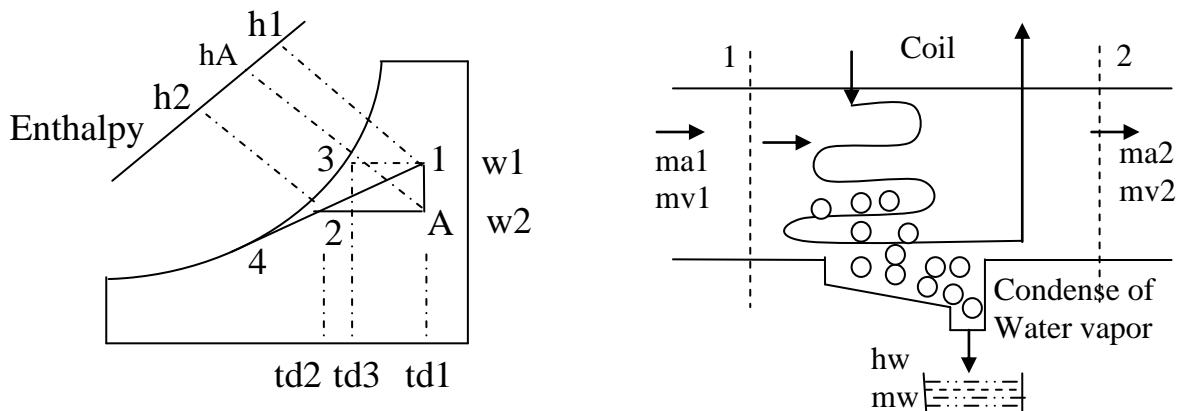 h1
hA
h2
Enthalpy
3
1
w1
2
A
w2
4
td2 td3 td1
1
Coil
2
ma1
mv1
ma2
mv2
Condense of
Water vapor
hw
mw